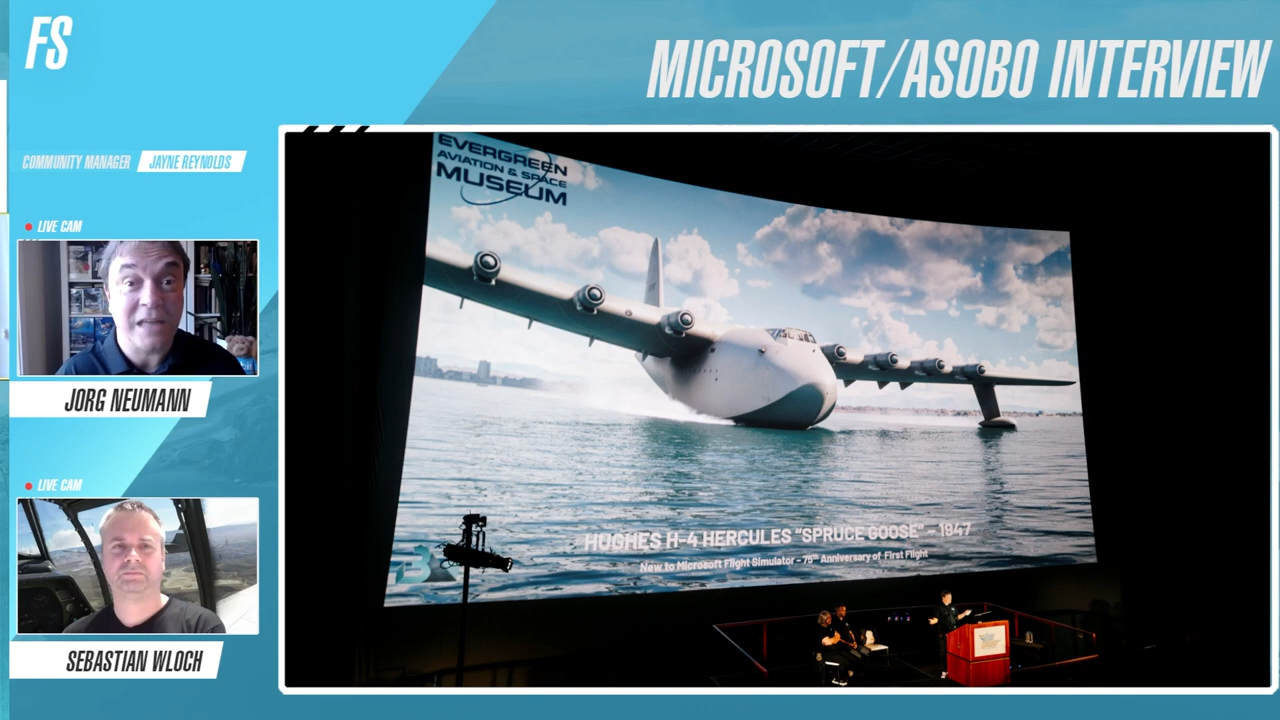 FS
MICROSOFT/ASOBO INTERVIEW
COMMUNITY MANAGER JAYNE REYNOLDS
LIVE CAM
JORG NEUMANN
LIVE CAM
SEBASTIAN WLOCH
EVERGREEN
AVIATION & SPACE
MUSEUM
HUGHES H-4 HERCULES "SPRUCE GOOSE" - 1947
New to Microsoft Flight Simulator - 75th Anniversary of First Flight